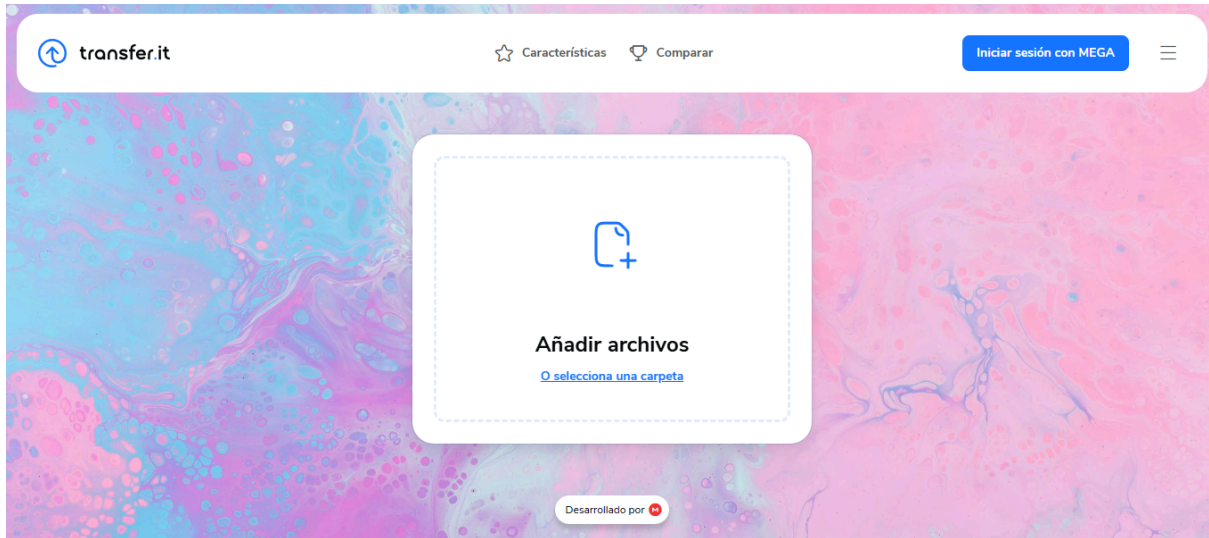 transfer.it
Características
Comparar
Iniciar sesión con MEGA
Añadir archivos
O selecciona una carpeta
Desarrollado por M